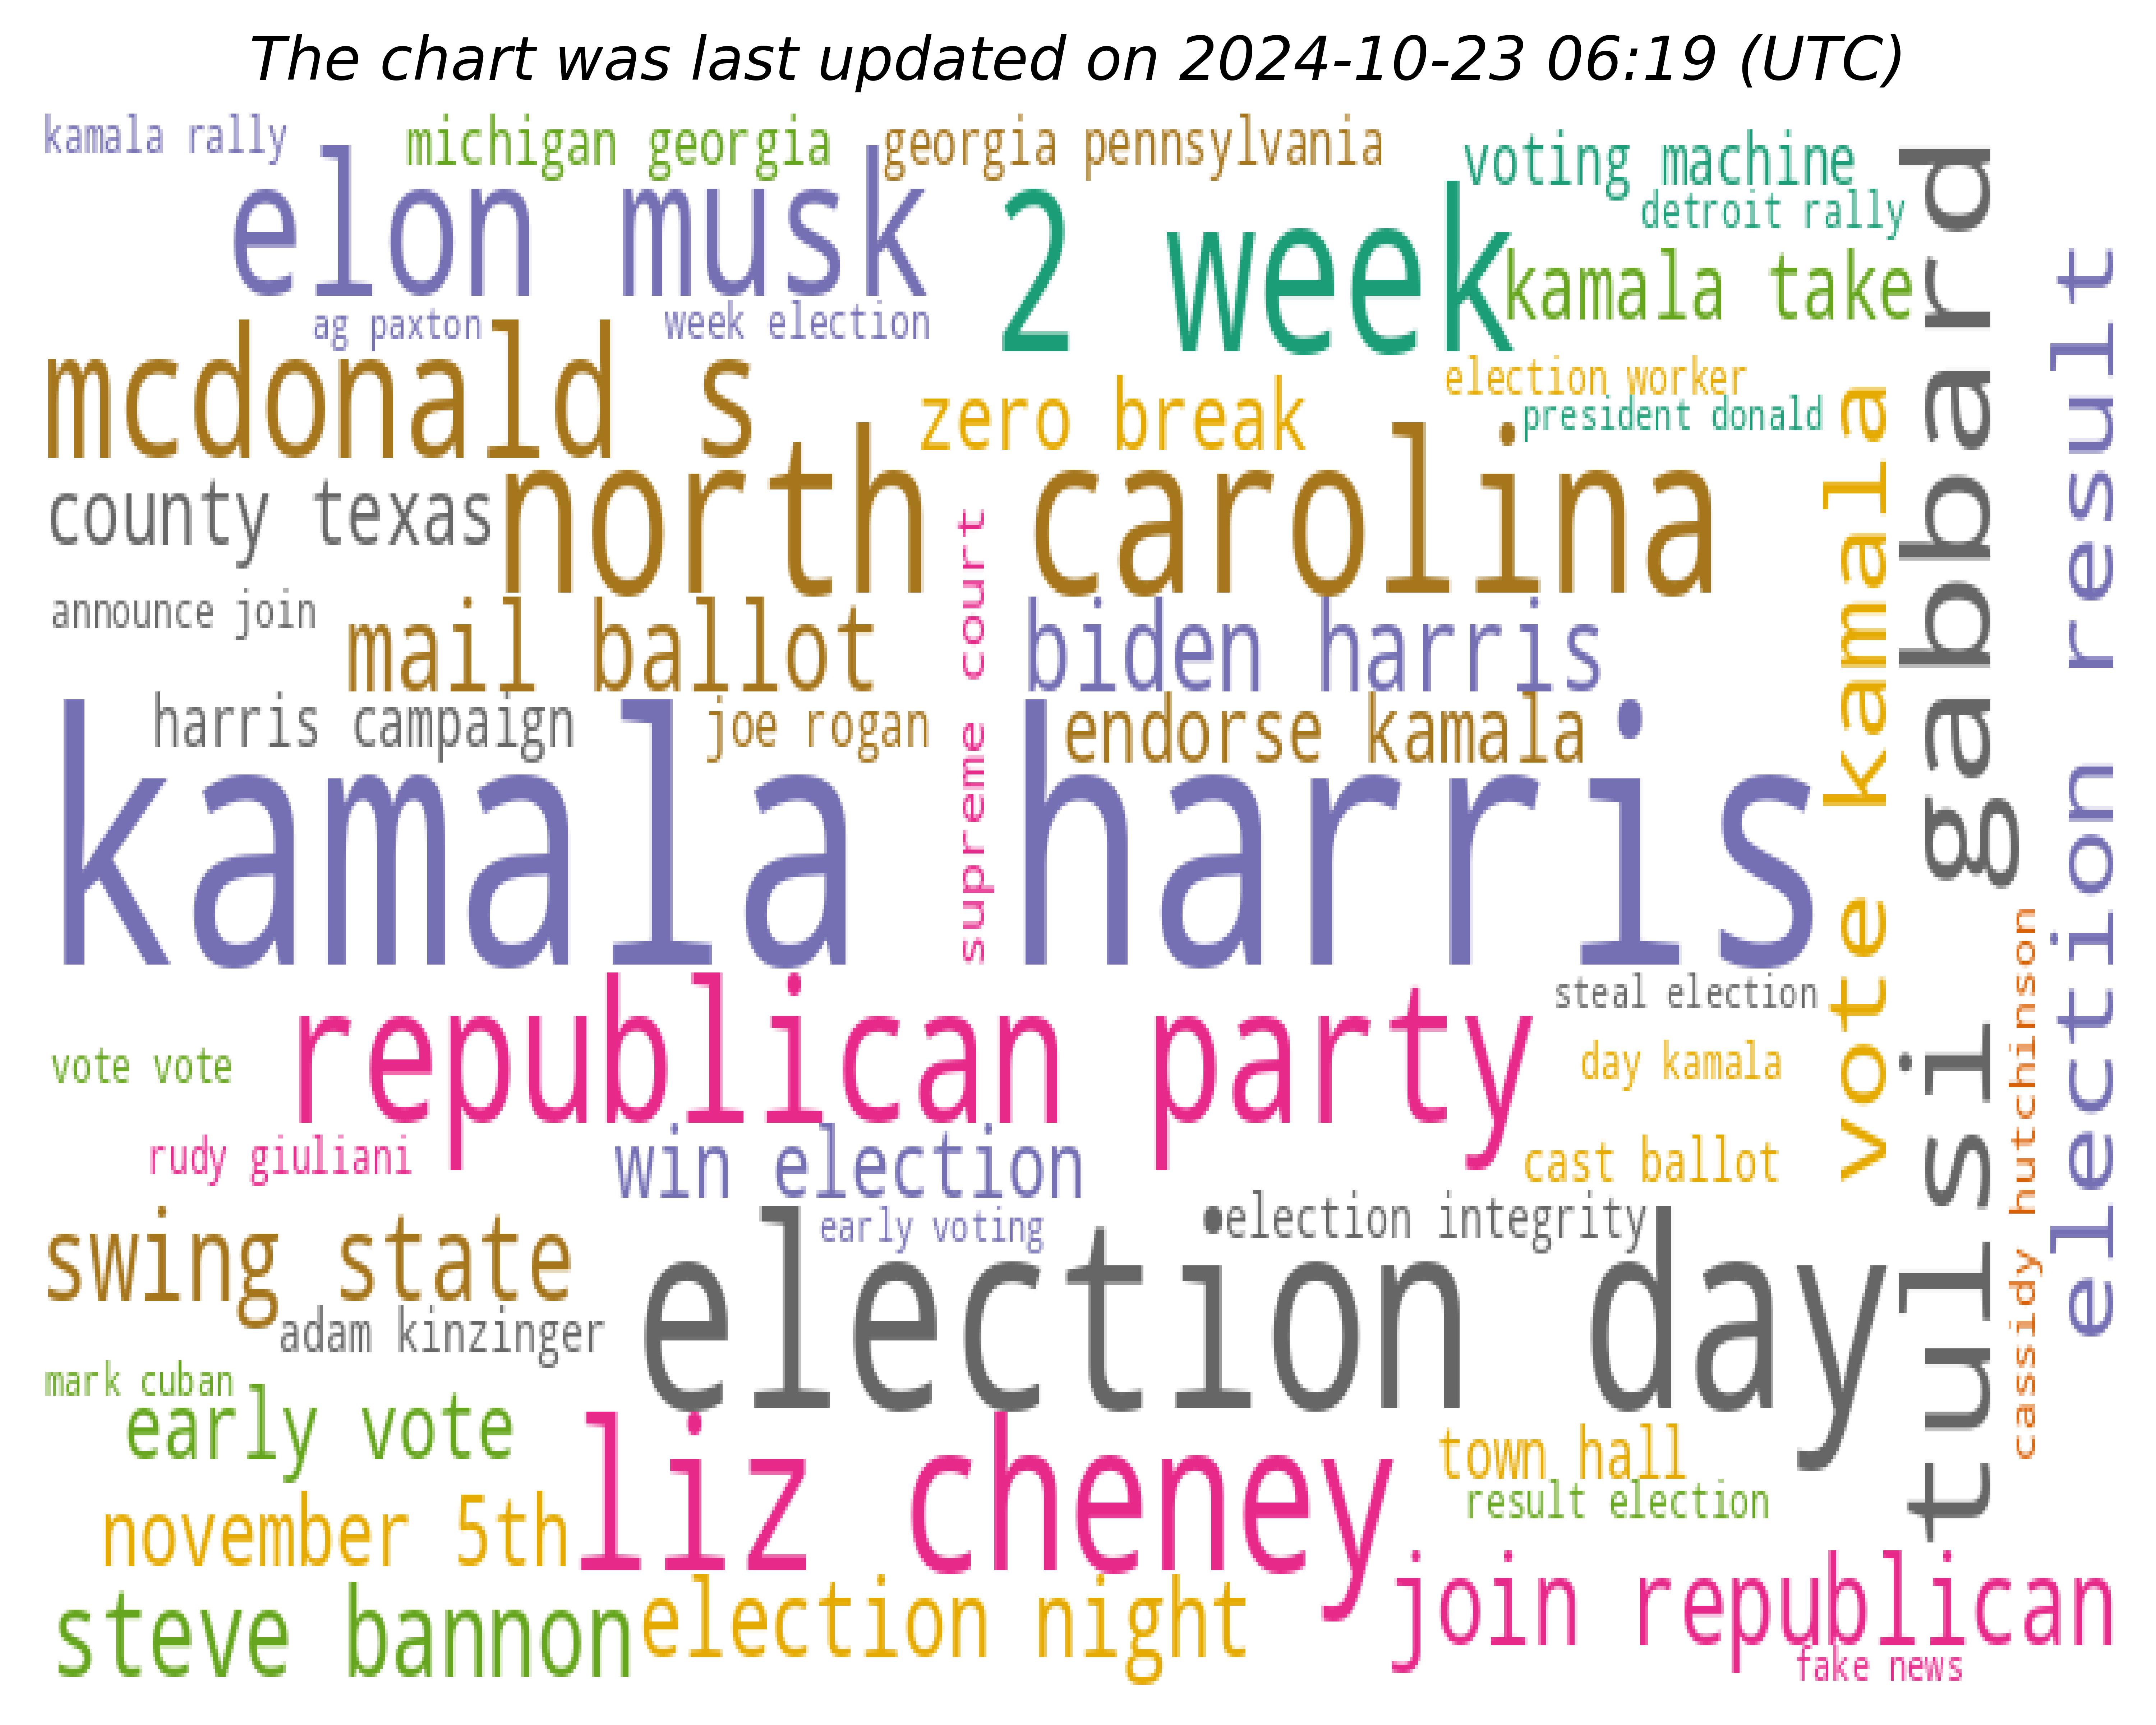 The chart was last updated on 2024-10-23 06:19 (UTC)
kamala rally
michigan georgia
georgia pennsylvania
voting machine
detroit rally
elon musk
2 week
kamala take
ag paxton
week election
mcdonald s
zero break
election worker
president donald
county texas
north carolina
announce join
mail ballot
supreme court
biden harris
vote kamala
tulsi gabbard
election result
harris campaign
joe rogan
endorse kamala
kamala harris
republican party
steal election
vote vote
day kamala
rudy giuliani
win election
cast ballot
cassidy hutchinson
swing state
early voting
election integrity
adam kinzinger
election day
mark cuban
early vote
liz cheney
town hall
result election
november 5th
steve bannon
election night
join republican
fake news